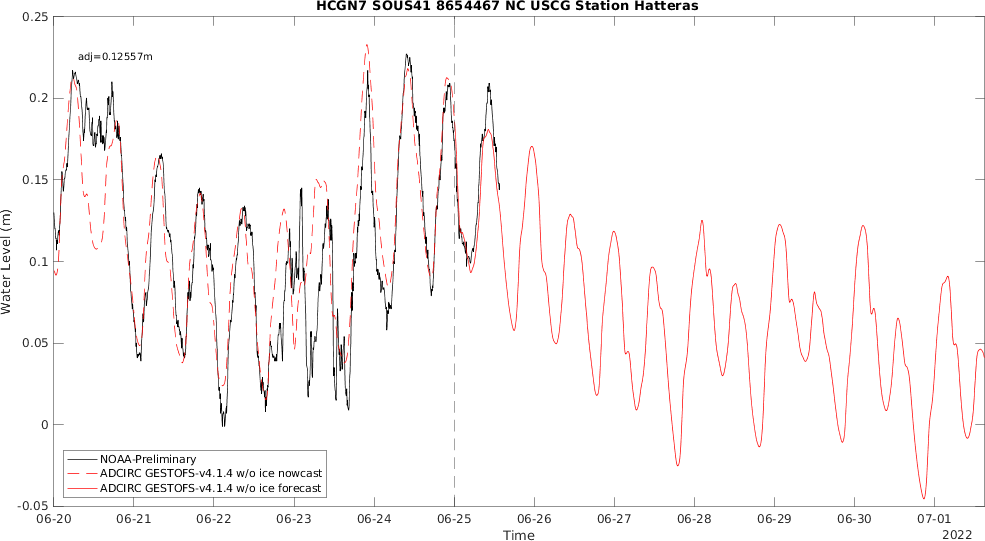 HCGN7 SOUS41 8654467 NC USCG Station Hatteras
0.25
adj=0.12557m
0.2
0.15
0.1
0.05
0
-0.05
Water Level (m)
NOAA-Preliminary
ADCIRC GESTOFS-v4.1.4 w/o ice nowcast
ADCIRC GESTOFS-v4.1.4 w/o ice forecast
06-20 06-21 06-22 06-23 06-24 06-25 06-26 06-27 06-28 06-29 06-30 07-01
Time
2022